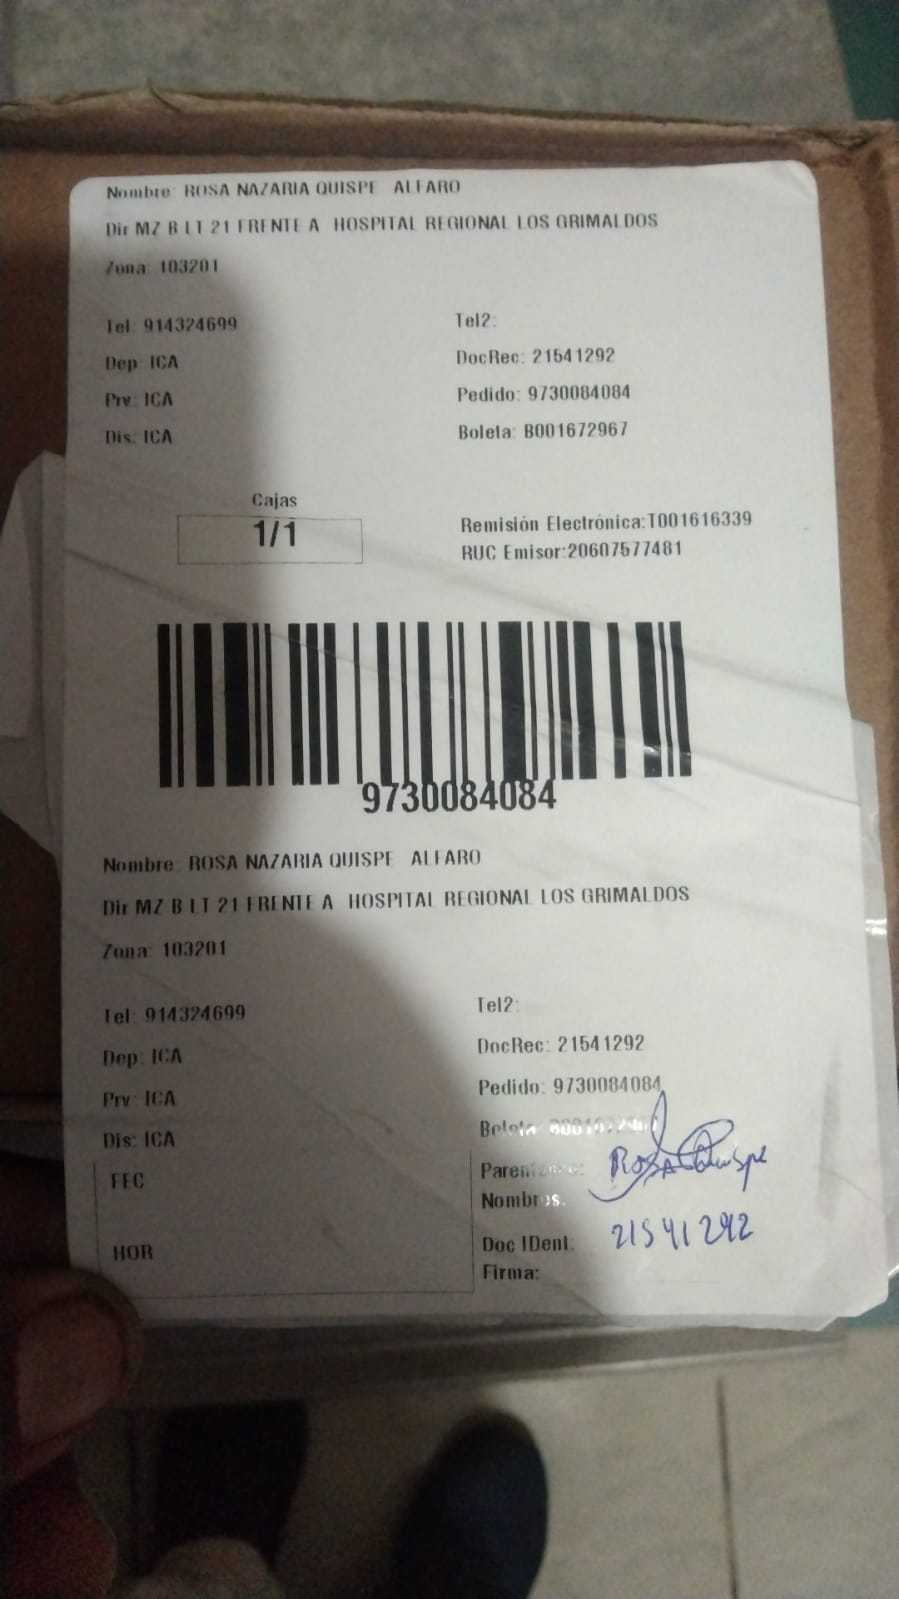 Nombre: ROSA NAZARIA QUISPE ALFARO
Dir MZ B LT 21 FRENTE A HOSPITAL REGIONAL LOS GRIMALDOS
Zona: 103201
Tel: 914324699 Tel2:
Dep: ICA DocRec: 21541292
Prv: ICA Pedido: 9730084084
Dis: ICA Boleta: B001672967
Cajas
1/1
Remisión Electrónica:T001616339
RUC Emisor:20607577481
9730084084
Nombre: ROSA NAZARIA QUISPE ALFARO
Dir MZ B LT 21 FRENTE A HOSPITAL REGIONAL LOS GRIMALDOS
Zona: 103201
Tel: 914324699 Tel2:
Dep: ICA DocRec: 21541292
Prv: ICA Pedido: 9730084084
Dis: ICA Boleta: B001672967
FEC
Rosa Quispe
Nombres:
HOR
Doc IDent: 21541292
Firma: